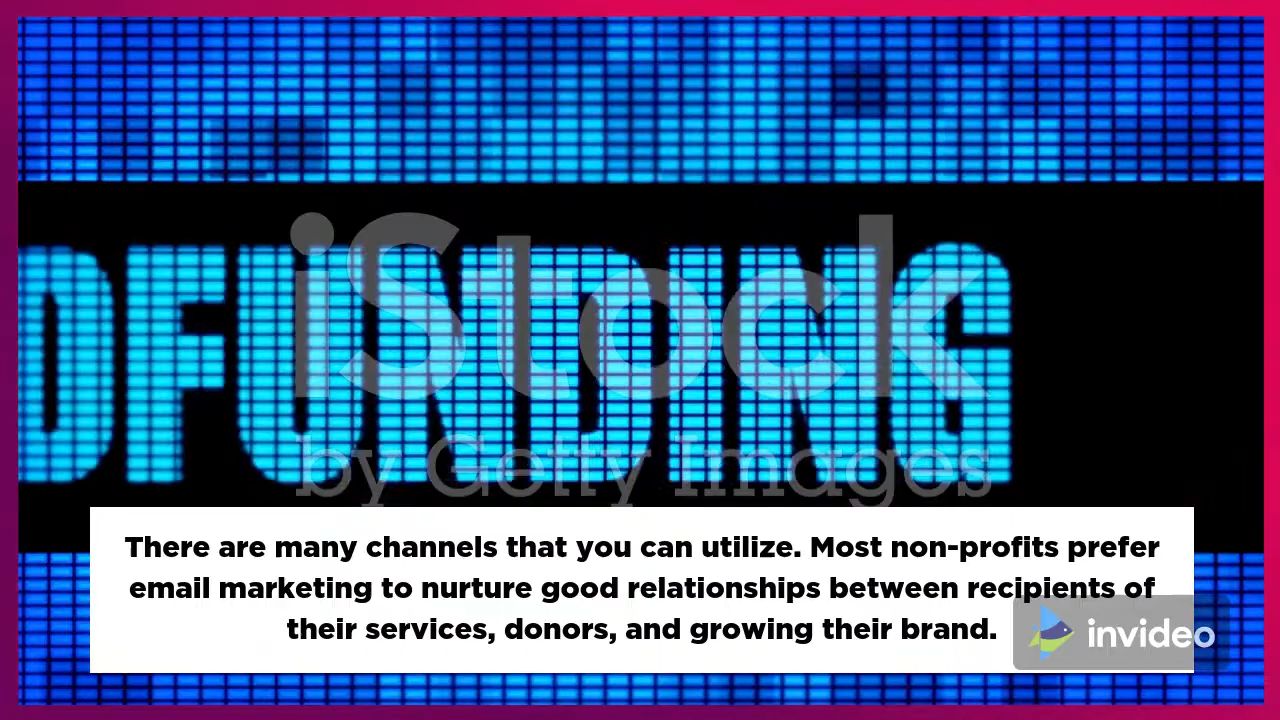 DFUNDING
iStock
by Getty Images
There are many channels that you can utilize. Most non-profits prefer
email marketing to nurture good relationships between recipients of
their services, donors, and growing their brand.
invideo